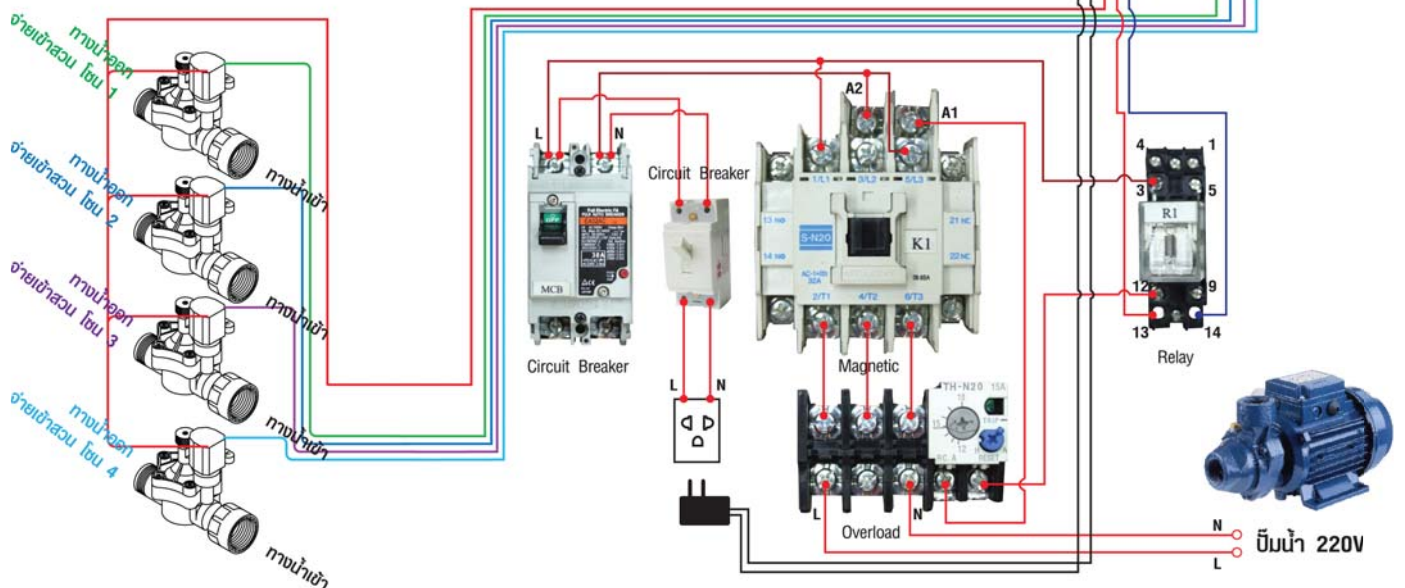 ทางน้ำออก
จ่ายเข้าสวน โซน 1
ทางน้ำเข้า
ทางน้ำออก
จ่ายเข้าสวน โซน 2
ทางน้ำเข้า
ทางน้ำออก
จ่ายเข้าสวน โซน 3
ทางน้ำเข้า
ทางน้ำออก
จ่ายเข้าสวน โซน 4
ทางน้ำเข้า
L N
30A
MCB
Circuit Breaker
Circuit Breaker
L N
A2
A1
1/L1 3/L2 5/L3
13 NO
14 NO
21 NC
22 NC
S-N20
K1
AC-1=Ith
32A
2/T1 4/T2 6/T3
Magnetic
TH-N20 15A
TRIP
RESET
L N
Overload
4 1
3 5
R1
12 9
13 14
Relay
N
L
ปั๊มน้ำ 220V